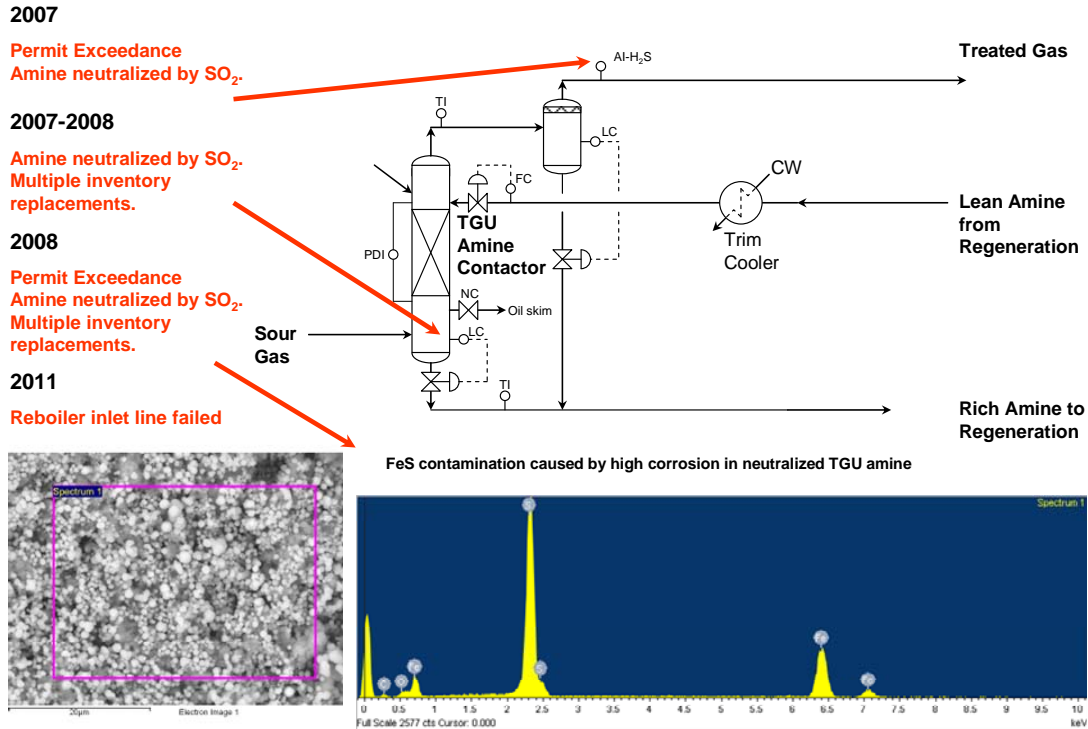 2007
Permit Exceedance
Amine neutralized by SO₂.
2007-2008
Amine neutralized by SO₂.
Multiple inventory
replacements.
2008
Permit Exceedance
Amine neutralized by SO₂.
Multiple inventory
replacements.
2011
Reboiler inlet line failed
AI-H₂S
Treated Gas
TI
LC
FC
CW
Lean Amine
from
Regeneration
TGU
Amine
Contactor
Trim
Cooler
PDI
NC
Oil skim
Sour
Gas
LC
TI
Rich Amine to
Regeneration
FeS contamination caused by high corrosion in neutralized TGU amine
Spectrum 1
20µm
Electron Image 1
Spectrum 1
0 0.5 1 1.5 2 2.5 3 3.5 4 4.5 5 5.5 6 6.5 7 7.5 8 8.5 9 9.5 10
Full Scale 2577 cts Cursor: 0.000
keV